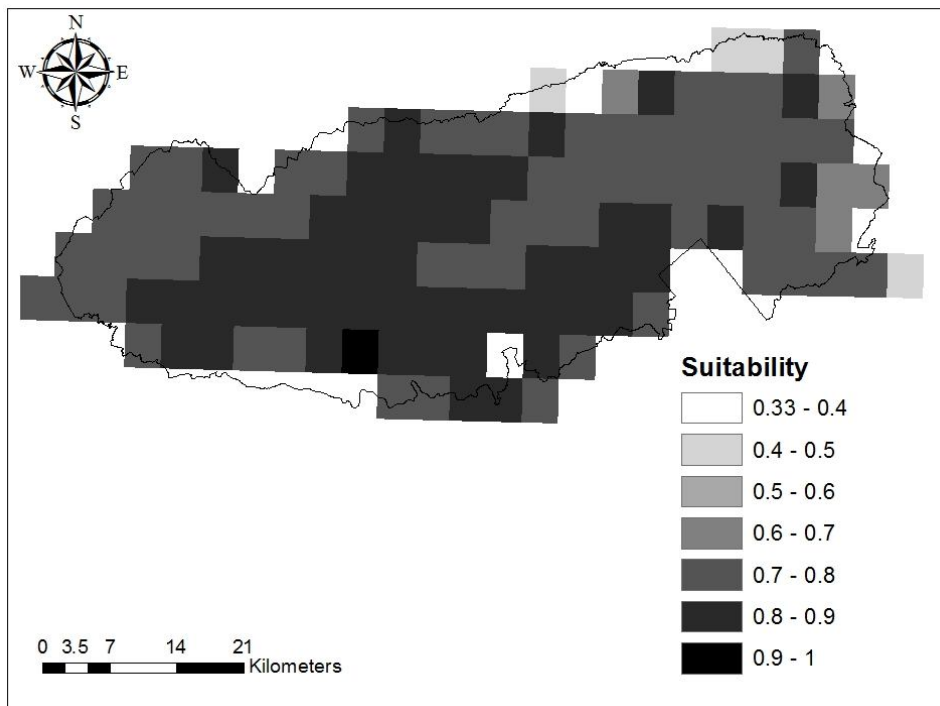 N
W E
S
Suitability
0.33 - 0.4
0.4 - 0.5
0.5 - 0.6
0.6 - 0.7
0.7 - 0.8
0.8 - 0.9
0.9 - 1
0 3.5 7 14 21
Kilometers